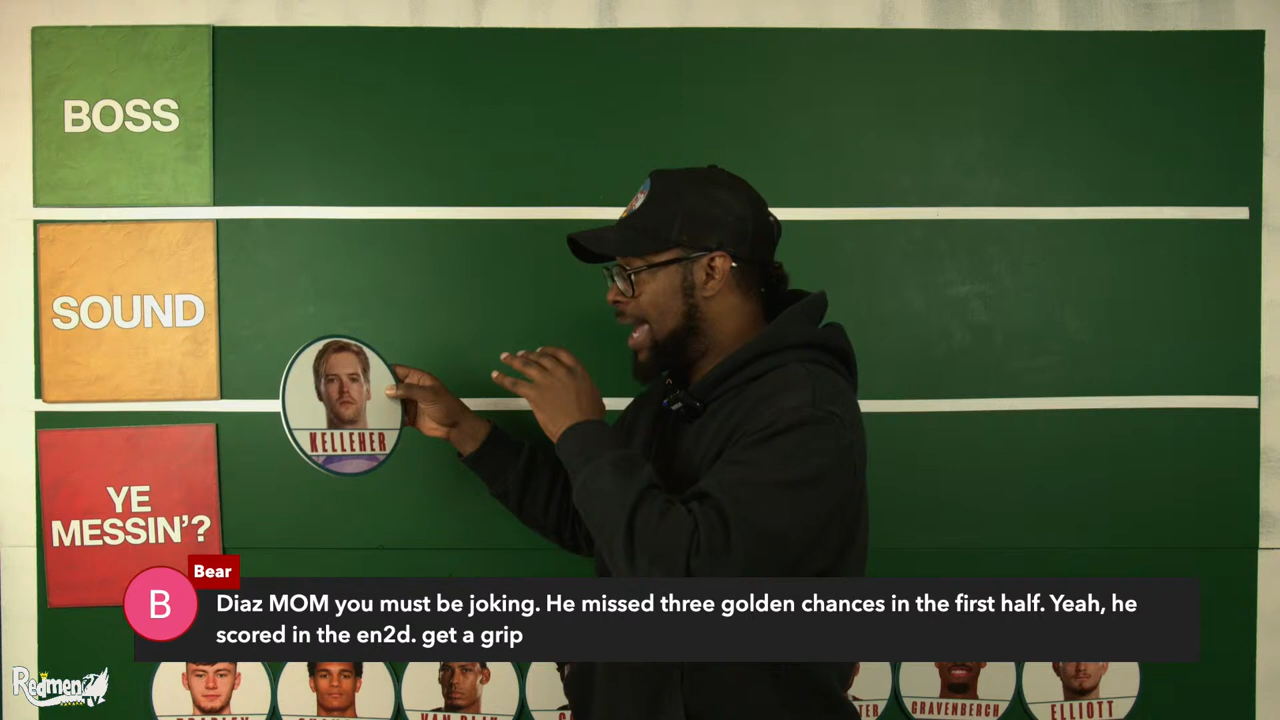 BOSS
SOUND
KELLEHER
YE
MESSIN'?
Bear
B
Diaz MOM you must be joking. He missed three golden chances in the first half. Yeah, he
scored in the en2d. get a grip
Redmen
GRAVENBERCH
ELLIOTT